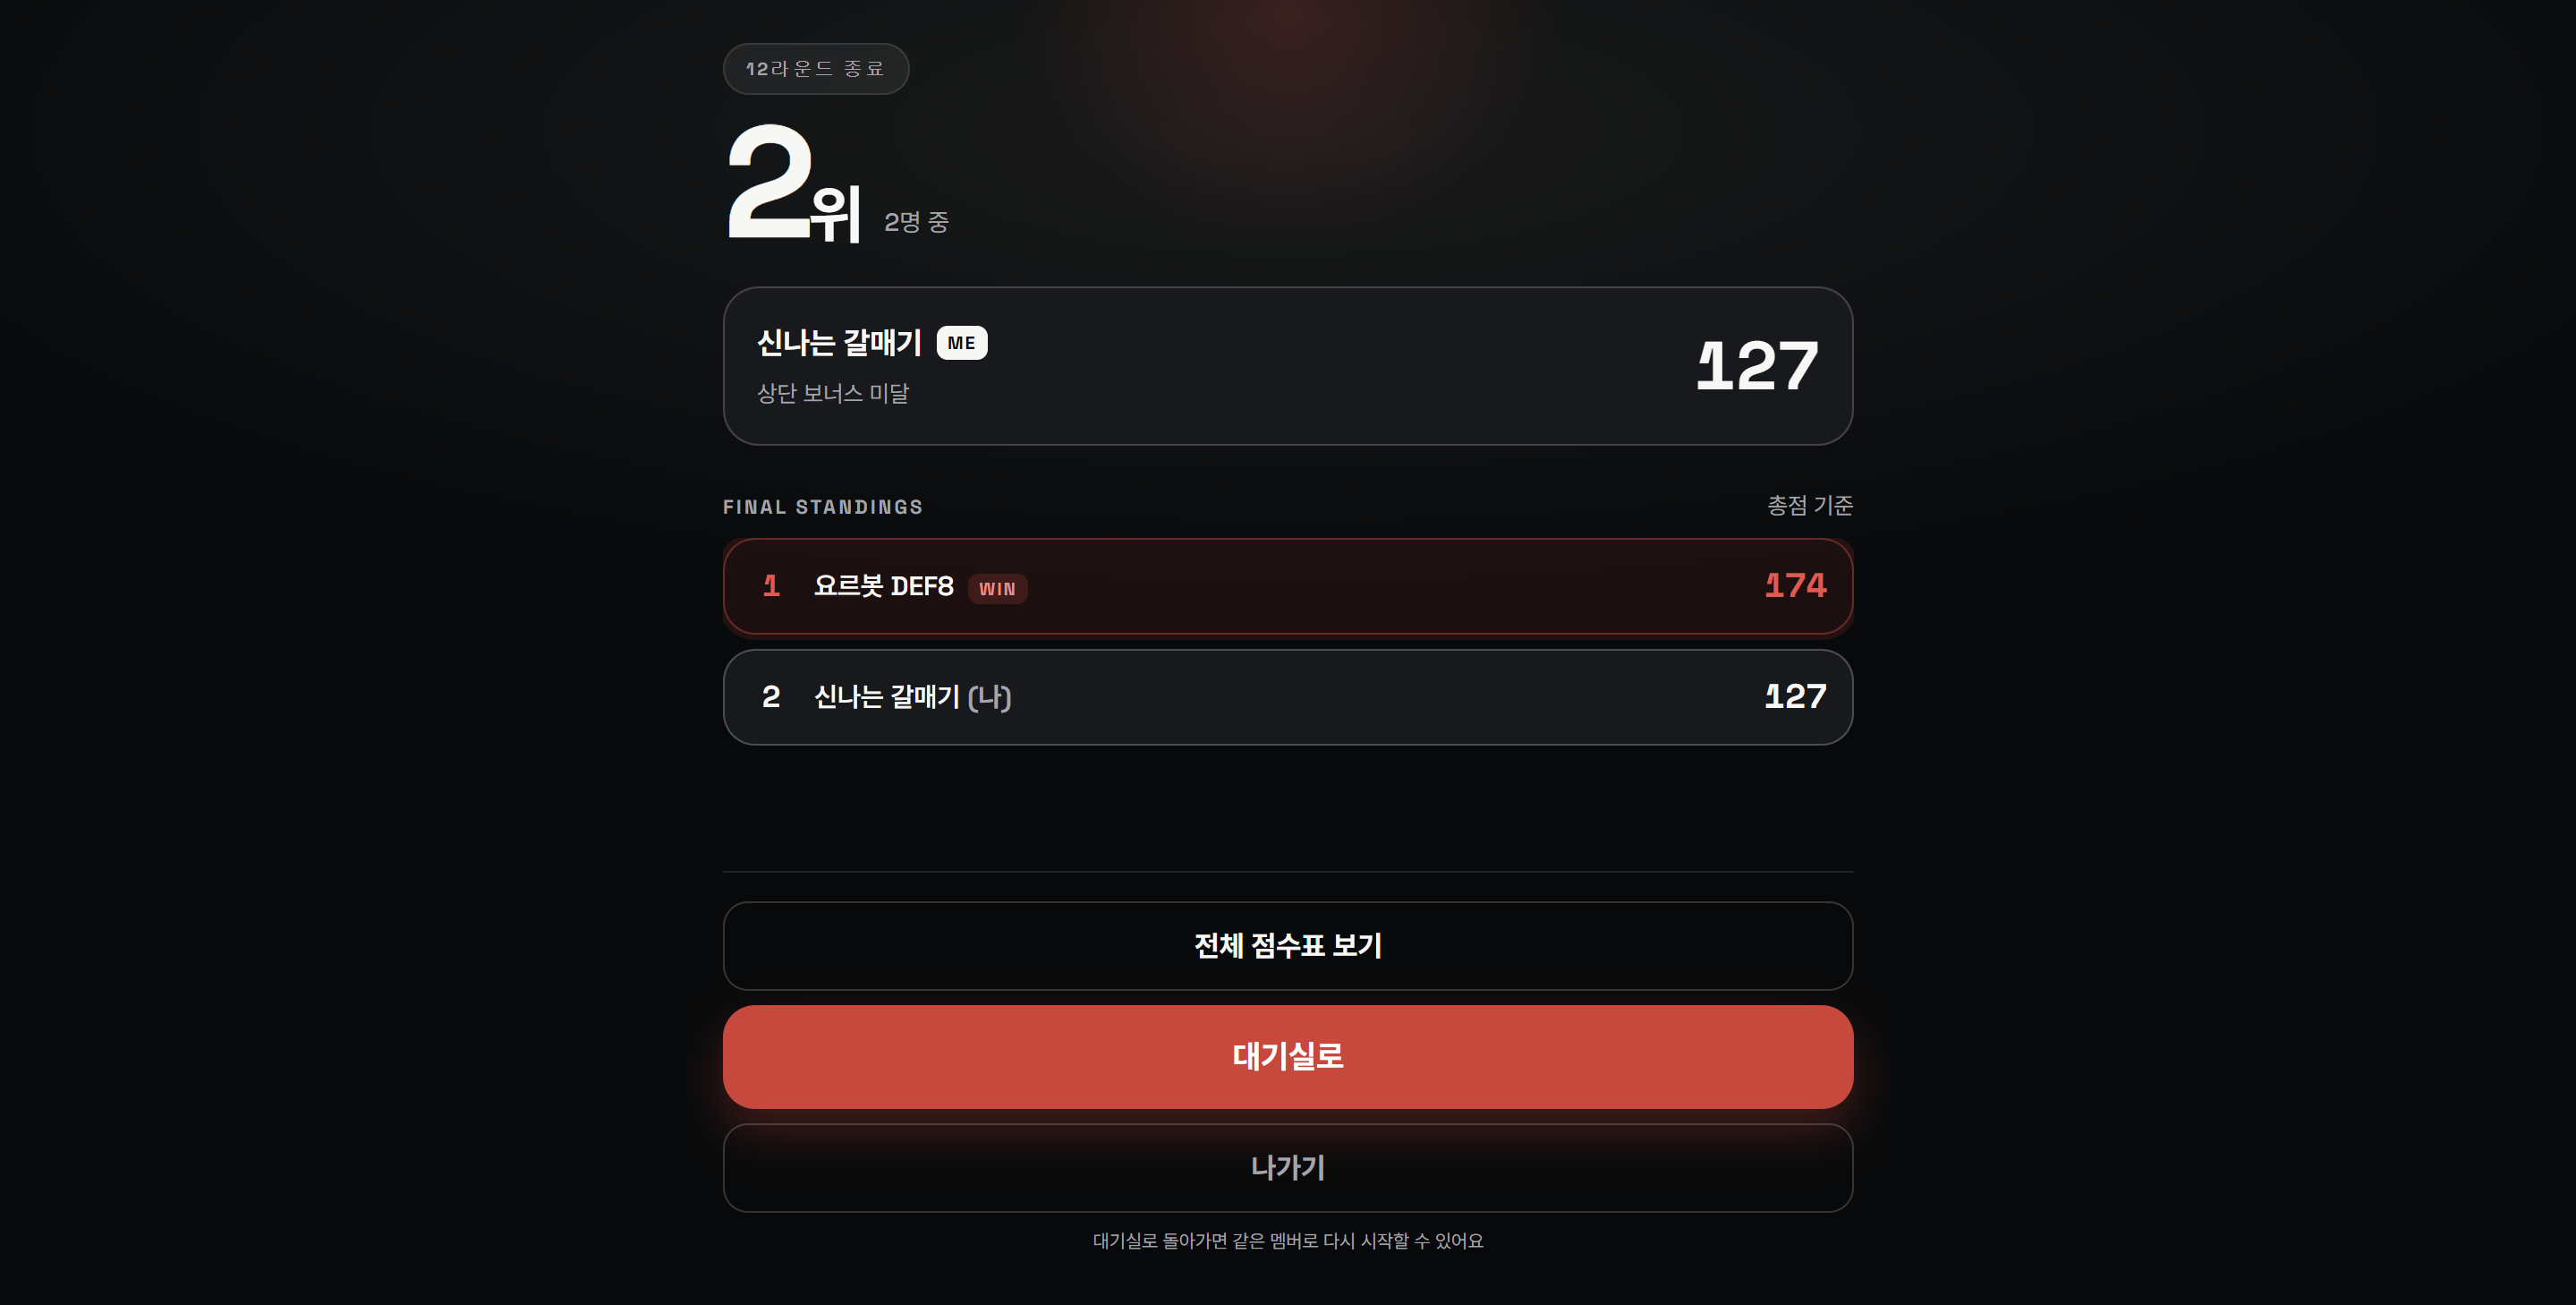 12라운드 종료
2위 2명 중
신나는 갈매기 ME
상단 보너스 미달
127
FINAL STANDINGS 총점 기준
1 요르봇 DEF8 WIN 174
2 신나는 갈매기 (나) 127
전체 점수표 보기
대기실로
나가기
대기실로 돌아가면 같은 멤버로 다시 시작할 수 있어요